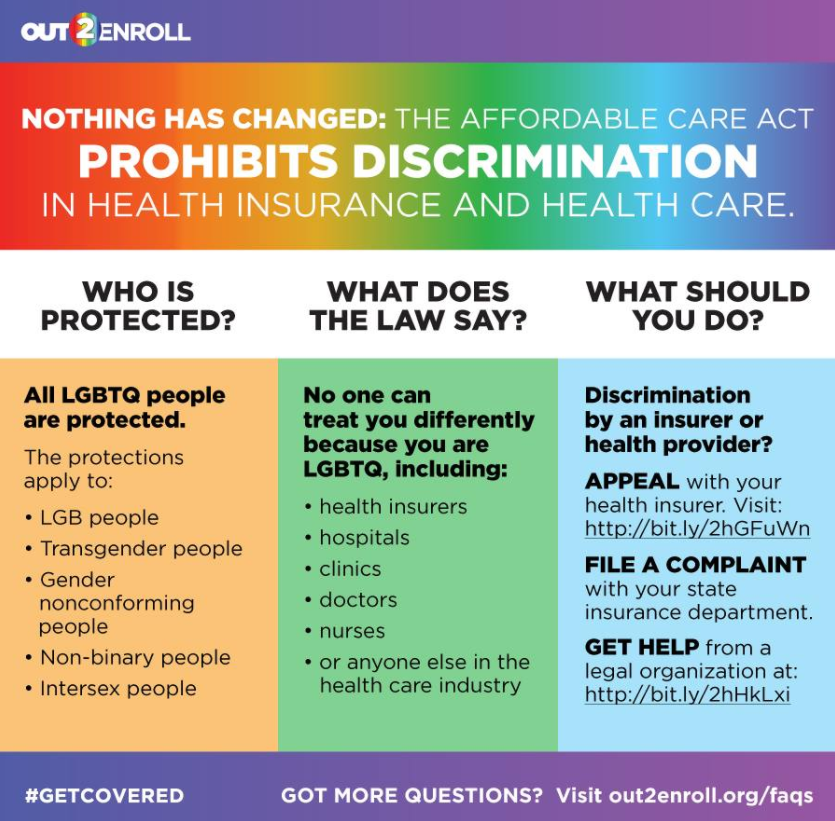 OUT2ENROLL
NOTHING HAS CHANGED: THE AFFORDABLE CARE ACT
PROHIBITS DISCRIMINATION
IN HEALTH INSURANCE AND HEALTH CARE.
WHO IS
PROTECTED?
All LGBTQ people
are protected.
The protections
apply to:
• LGB people
• Transgender people
• Gender
nonconforming
people
• Non-binary people
• Intersex people
WHAT DOES
THE LAW SAY?
No one can
treat you differently
because you are
LGBTQ, including:
• health insurers
• hospitals
• clinics
• doctors
• nurses
• or anyone else in the
health care industry
WHAT SHOULD
YOU DO?
Discrimination
by an insurer or
health provider?
APPEAL with your
health insurer. Visit:
http://bit.ly/2hGFuWn
FILE A COMPLAINT
with your state
insurance department.
GET HELP from a
legal organization at:
http://bit.ly/2hHkLxi
#GETCOVERED
GOT MORE QUESTIONS? Visit out2enroll.org/faqs